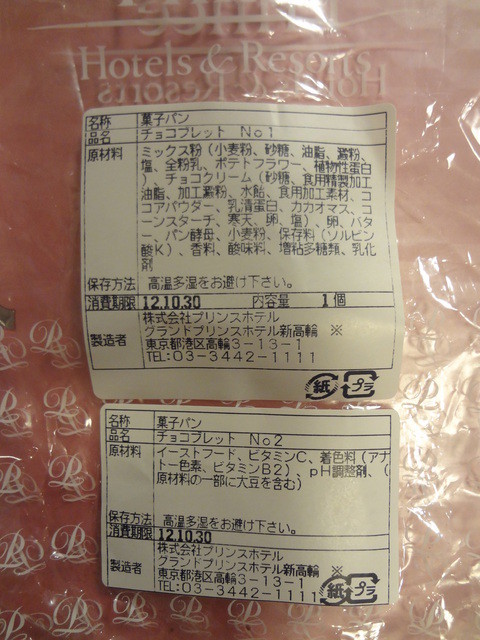 Hotels & Resorts
名称 菓子パン
品名 チョコブレット No1
原材料 ミックス粉（小麦粉、砂糖、油脂、澱粉、
塩、全粉乳、ポテトフラワー、植物性蛋白
）、チョコクリーム（砂糖、食用精製加工
油脂、加工澱粉、水飴、食用加工素材、コ
コアパウダー、乳清蛋白、カカオマス、コ
ーンスターチ、寒天、卵、塩）、卵、バタ
ー、パン酵母、小麦粉、保存料（ソルビン
酸K）、香料、酸味料、増粘多糖類、乳化
剤
保存方法 高温多湿をお避け下さい。
消費期限 12.10.30 内容量 1個
製造者 株式会社プリンスホテル
グランドプリンスホテル新高輪 ※
東京都港区高輪3-13-1
TEL:03-3442-1111
紙 プラ
名称 菓子パン
品名 チョコブレット No2
原材料 イーストフード、ビタミンC、着色料（アナ
トー色素、ビタミンB2）、pH調整剤、（
原材料の一部に大豆を含む）
保存方法 高温多湿をお避け下さい。
消費期限 12.10.30
製造者 株式会社プリンスホテル
グランドプリンスホテル新高輪 ※
東京都港区高輪3-13-1
TEL:03-3442-1111
紙 プラ